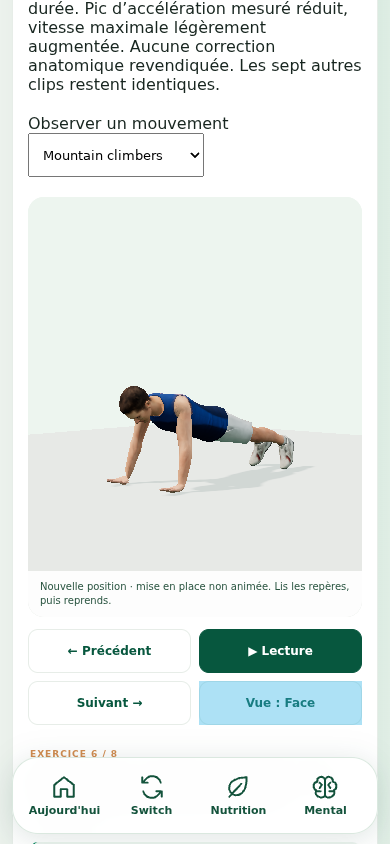 durée. Pic d’accélération mesuré réduit,
vitesse maximale légèrement
augmentée. Aucune correction
anatomique revendiquée. Les sept autres
clips restent identiques.
Observer un mouvement
Mountain climbers
Nouvelle position · mise en place non animée. Lis les repères,
puis reprends.
← Précédent
▶ Lecture
Suivant →
Vue : Face
EXERCICE 6 / 8
Aujourd'hui
Switch
Nutrition
Mental